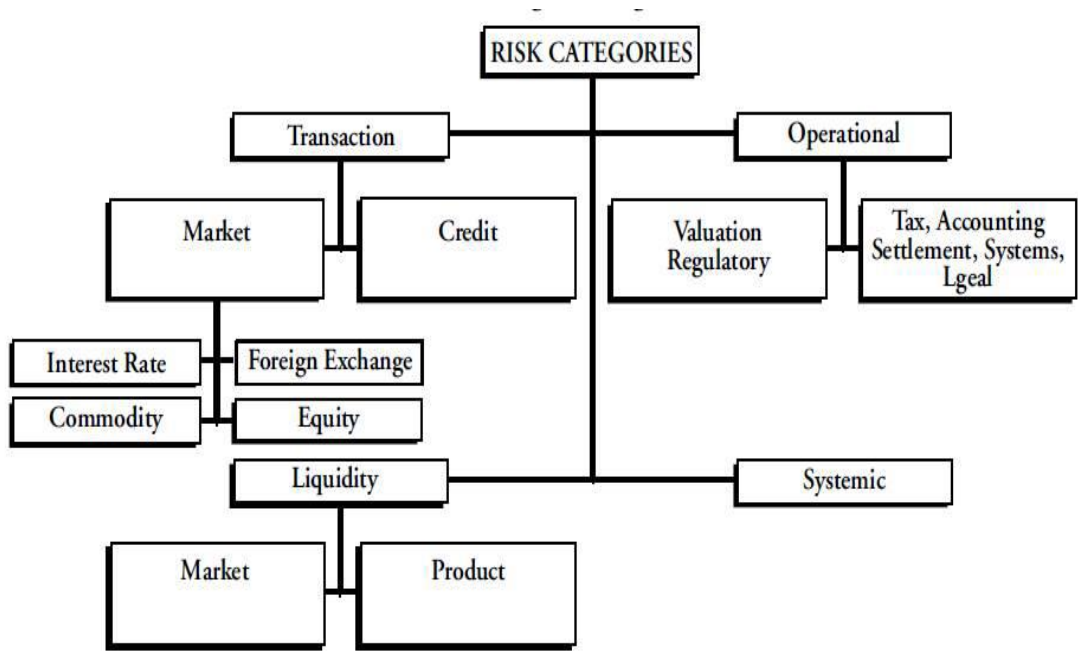 RISK CATEGORIES
Transaction
Operational
Market
Credit
Valuation
Regulatory
Tax, Accounting
Settlement, Systems,
Lgeal
Interest Rate
Foreign Exchange
Commodity
Equity
Liquidity
Systemic
Market
Product